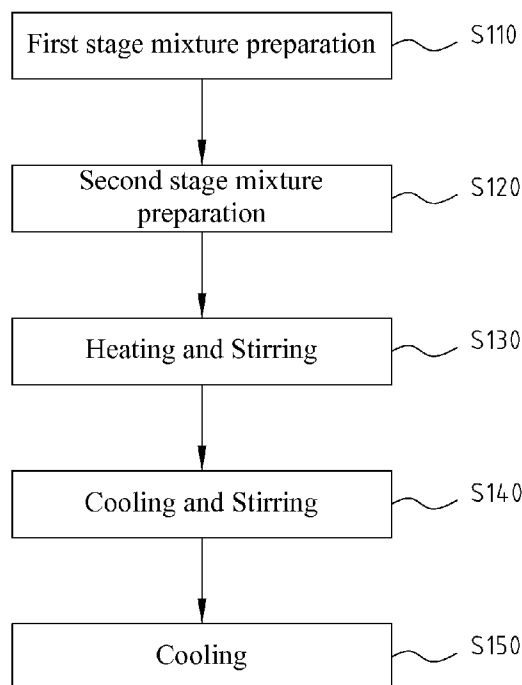 First stage mixture preparation
S110
Second stage mixture
preparation
S120
Heating and Stirring
S130
Cooling and Stirring
S140
Cooling
S150